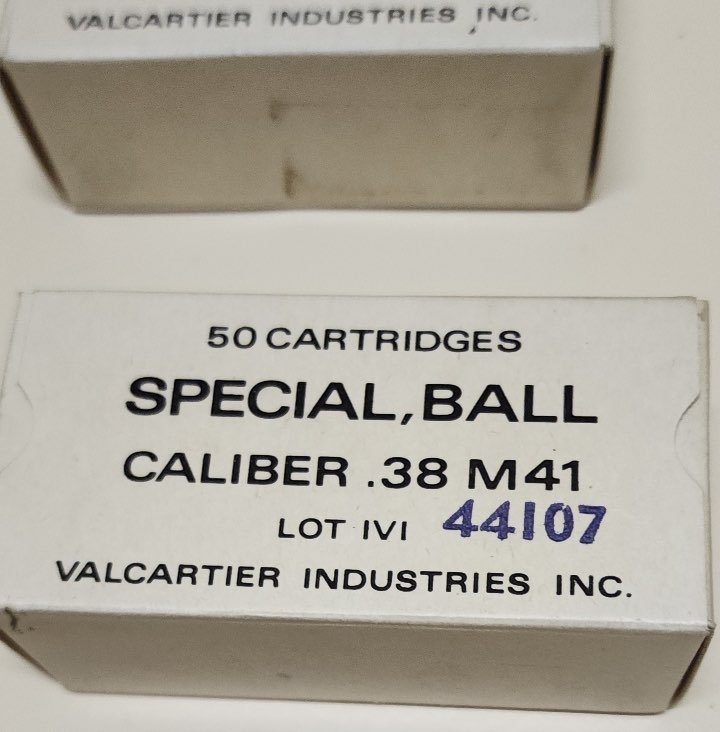 VALCARTIER INDUSTRIES INC.
50 CARTRIDGES
SPECIAL, BALL
CALIBER .38 M41
LOT IVI 44107
VALCARTIER INDUSTRIES INC.